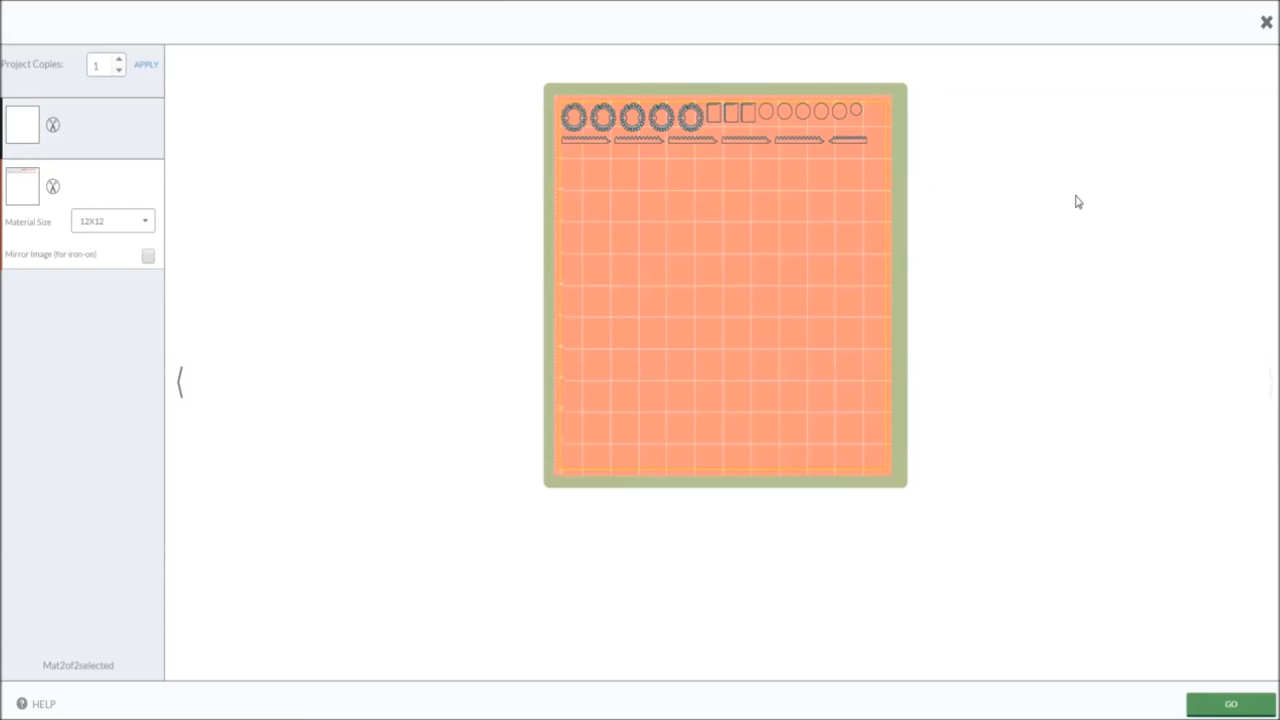 Project Copies: 1 APPLY
Material Size 12X12
Mirror Image (for iron-on)
Mat2of2selected
HELP
GO